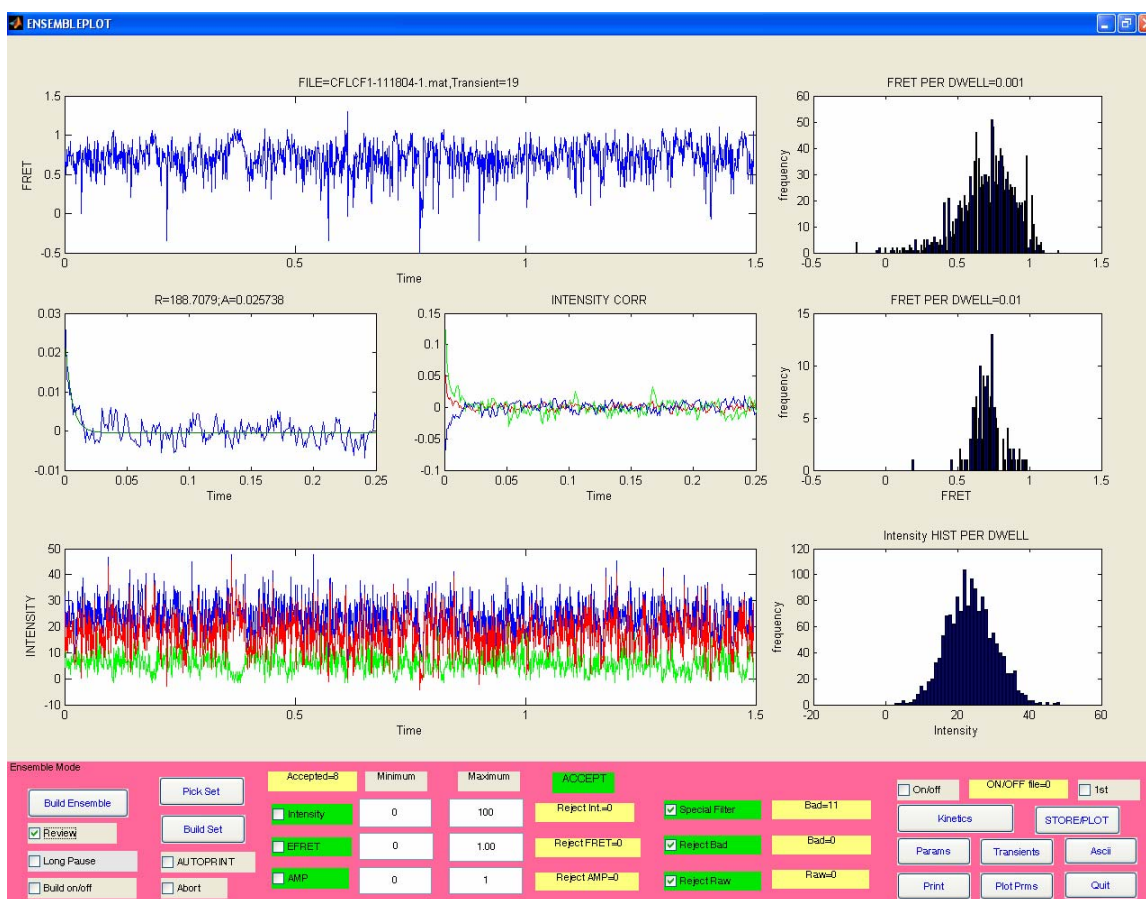 ENSEMBLEPLOT
FILE=CFLCF1-111804-1.mat,Transient=19
FRET
1.5
1
0.5
0
-0.5
0 0.5 1 1.5
Time
FRET PER DWELL=0.001
frequency
60
50
40
30
20
10
0
-0.5 0 0.5 1 1.5
R=188.7079;A=0.025738
0.03
0.02
0.01
0
-0.01
0 0.05 0.1 0.15 0.2 0.25
Time
INTENSITY CORR
0.15
0.1
0.05
0
-0.05
-0.1
0 0.05 0.1 0.15 0.2 0.25
Time
FRET PER DWELL=0.01
frequency
15
10
5
0
-0.5 0 0.5 1 1.5
FRET
INTENSITY
50
40
30
20
10
0
-10
0 0.5 1 1.5
Time
Intensity HIST PER DWELL
frequency
120
100
80
60
40
20
0
-20 0 20 40 60
Intensity
Ensemble Mode
Build Ensemble
Review
Long Pause
Build on/off
Pick Set
Build Set
AUTOPRINT
Abort
Accepted=8 Minimum Maximum ACCEPT
Intensity 0 100 Reject Int.=0
EFRET 0 1.00 Reject FRET=0
AMP 0 1 Reject AMP=0
Special Filter Bad=11
Reject Bad Bad=0
Reject Raw Raw=0
On/off ON/OFF file=0 1st
Kinetics STORE/PLOT
Params Transients Ascii
Print Plot Prms Quit